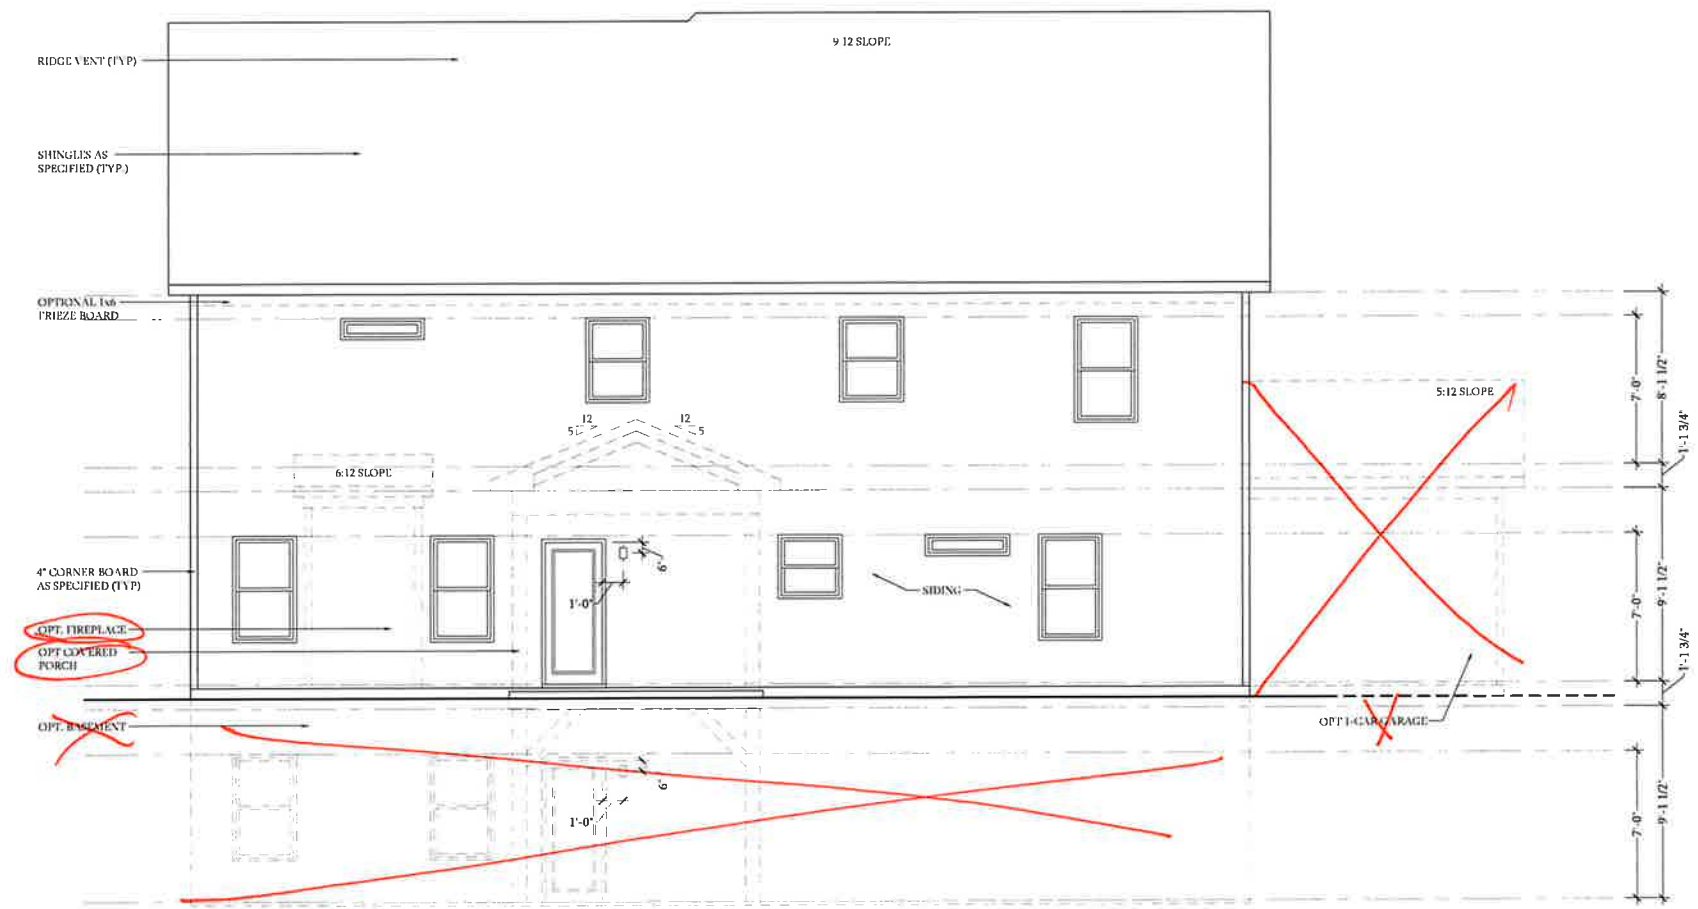 9 12 SLOPE
RIDGE VENT (TYP)
SHINGLES AS
SPECIFIED (TYP.)
OPTIONAL 1x6
FRIEZE BOARD
7'-0"
8'-1 1/2"
5:12 SLOPE
12
5
12
5
1'-1 3/4"
6:12 SLOPE
6"
4" CORNER BOARD
AS SPECIFIED (TYP)
SIDING
1'-0"
7'-0"
9'-1 1/2"
OPT. FIREPLACE
OPT COVERED
PORCH
1'-1 3/4"
OPT. BASEMENT
OPT 1-CAR GARAGE
6"
1'-0"
7'-0"
9'-1 1/2"